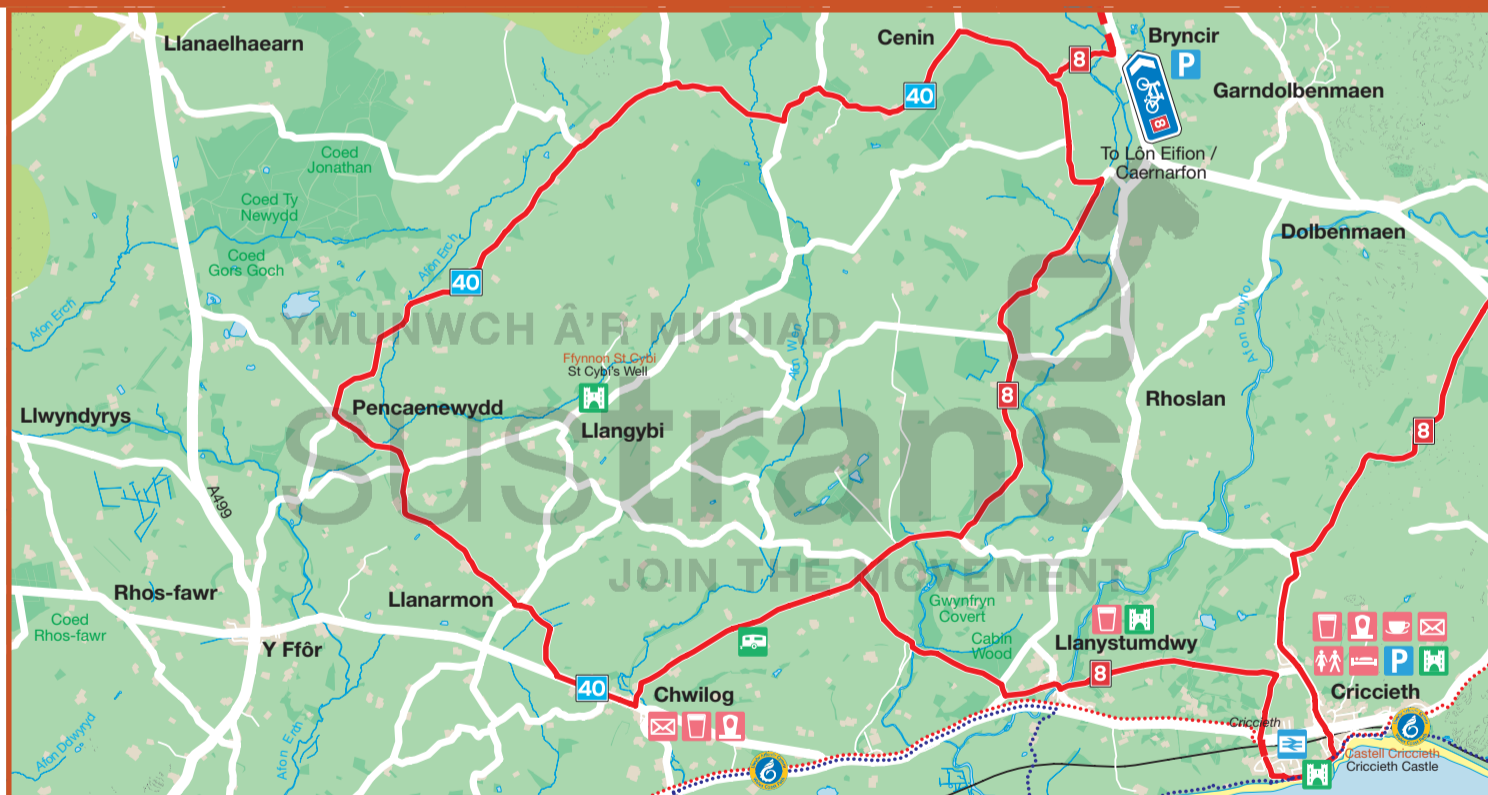 Llanaelhaearn
Cenin
8
Bryncir
P
8
40
Garndolbenmaen
To Lôn Eifion /
Caernarfon
Coed
Jonathan
Coed Ty
Newydd
Coed
Gors Goch
Afon Erch
40
Dolbenmaen
Afon Erch
Afon Dwyfor
YMUNWCH Â'R MUDIAD
Afon Wen
Ffynnon St Cybi
St Cybi's Well
Llwyndyrys
Pencaenewydd
Llangybi
8
Rhoslan
8
sustrans
A499
JOIN THE MOVEMENT
Rhos-fawr
Llanarmon
Coed
Rhos-fawr
Y Ffôr
Gwynfryn
Covert
Cabin
Wood
Llanystumdwy
8
P
Criccieth
40
Chwilog
Criccieth
Afon Ddwyryd
Afon Erch
Castell Criccieth
Criccieth Castle